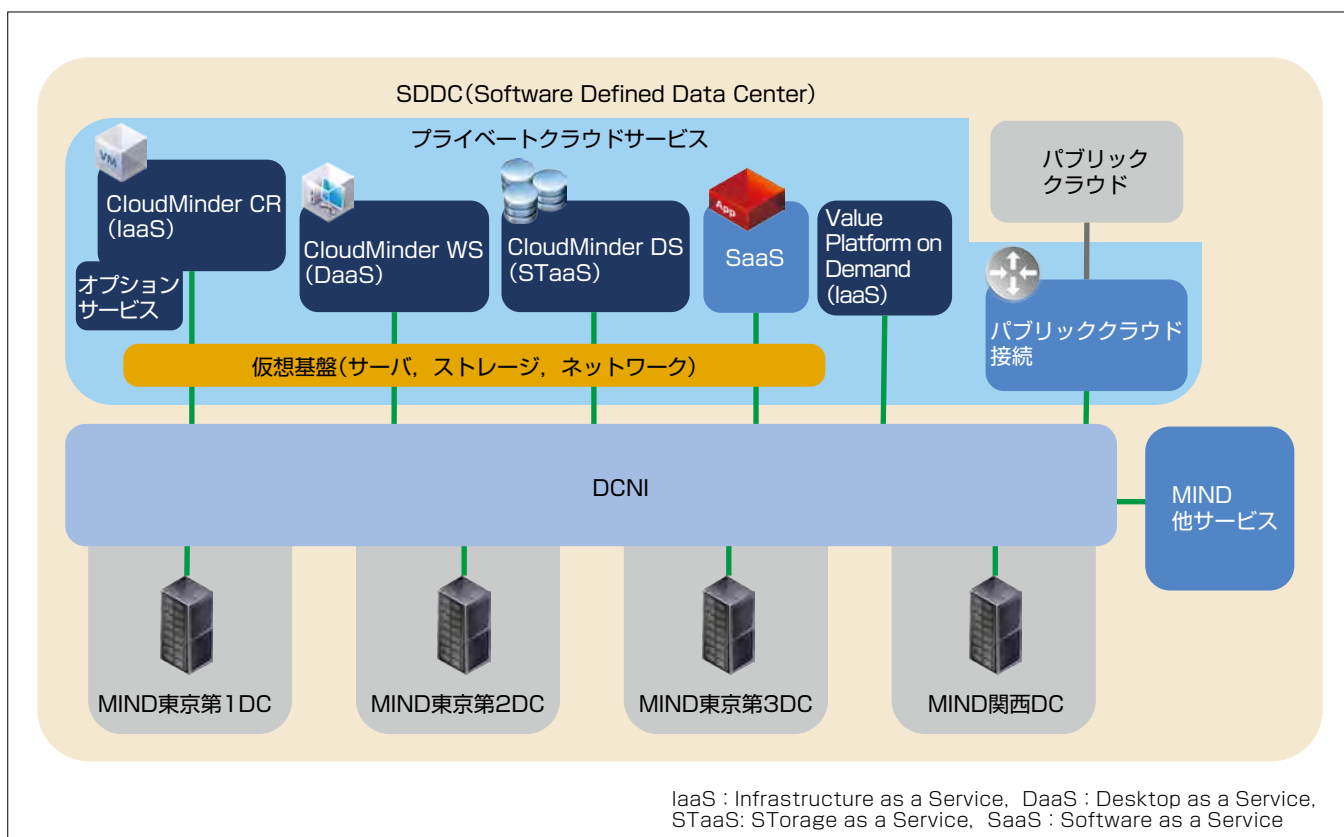 SDDC(Software Defined Data Center)
プライベートクラウドサービス
VM
CloudMinder CR
(IaaS)
オプション
サービス
CloudMinder WS
(DaaS)
CloudMinder DS
(STaaS)
App
SaaS
Value
Platform on
Demand
(IaaS)
パブリック
クラウド
パブリッククラウド
接続
仮想基盤(サーバ，ストレージ，ネットワーク)
DCNI
MIND
他サービス
MIND東京第1DC
MIND東京第2DC
MIND東京第3DC
MIND関西DC
IaaS：Infrastructure as a Service，DaaS：Desktop as a Service，
STaaS: STorage as a Service，SaaS：Software as a Service